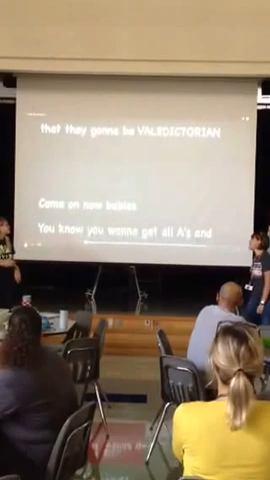 that they gonna be VALEDICTORIAN
Come on now babies
You know you wanna get all A's and